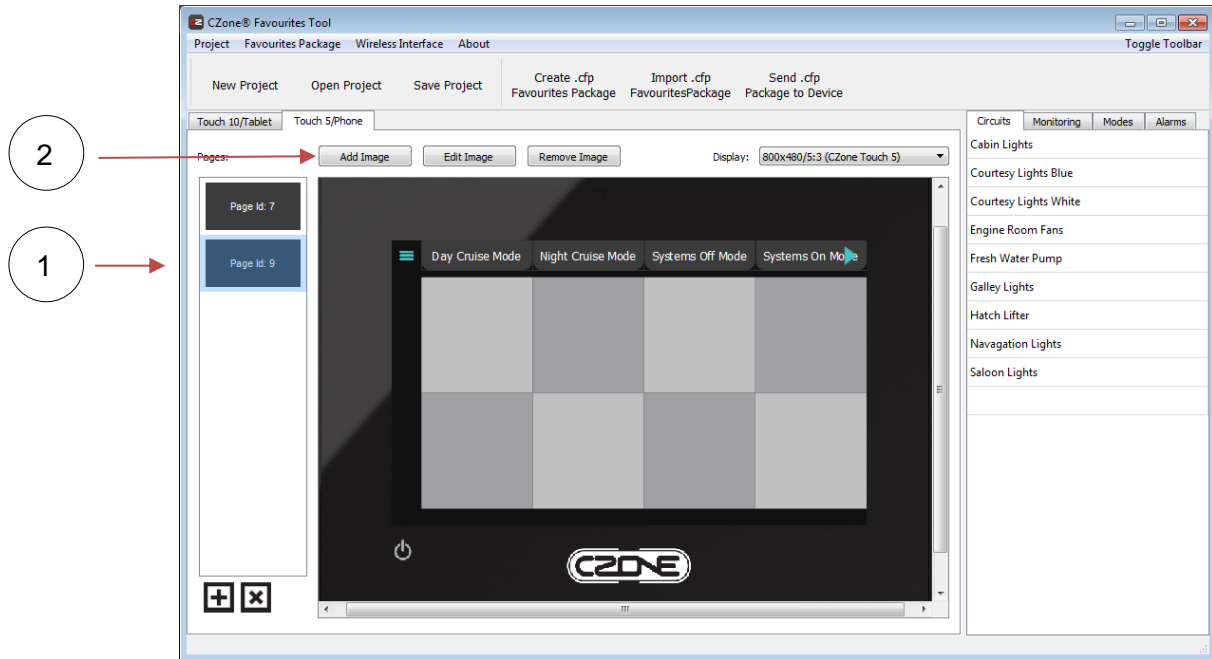 CZone® Favourites Tool
Project Favourites Package Wireless Interface About Toggle Toolbar
New Project Open Project Save Project Create .cfp Favourites Package Import .cfp FavouritesPackage Send .cfp Package to Device
Touch 10/Tablet Touch 5/Phone
Circuits Monitoring Modes Alarms
2
Pages: Add Image Edit Image Remove Image Display: 800x480/5:3 (CZone Touch 5)
1
Page Id: 7
Page Id: 9
Day Cruise Mode Night Cruise Mode Systems Off Mode Systems On Mode
CZONE
Cabin Lights
Courtesy Lights Blue
Courtesy Lights White
Engine Room Fans
Fresh Water Pump
Galley Lights
Hatch Lifter
Navagation Lights
Saloon Lights